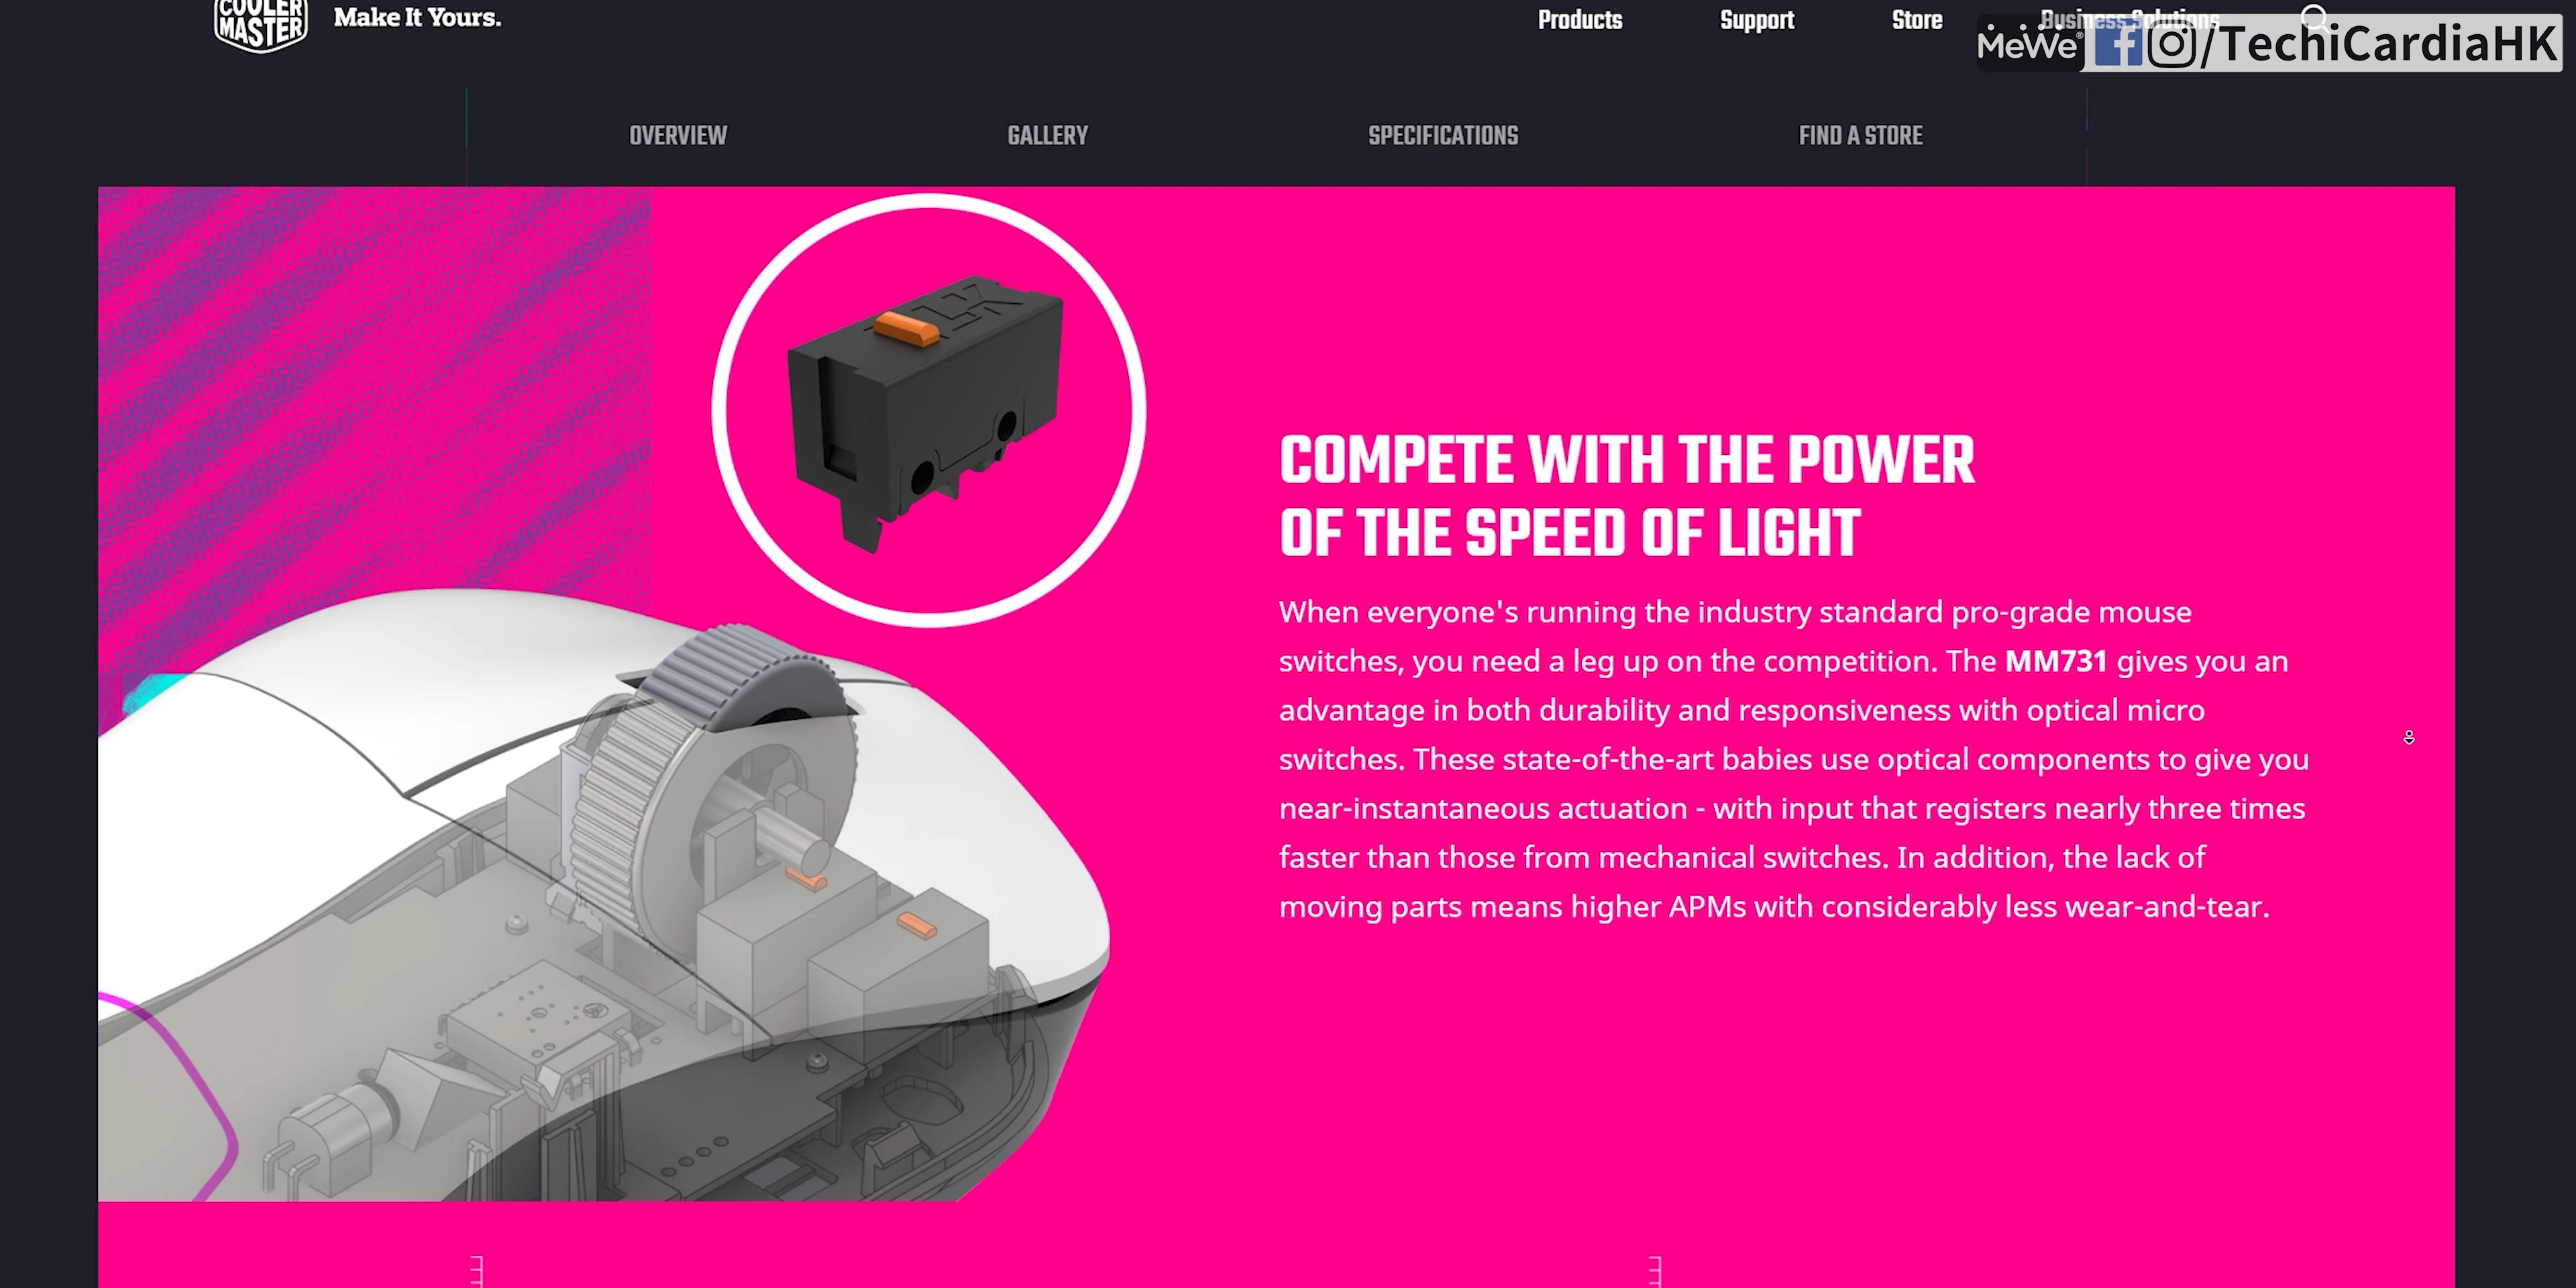 COOLER
MASTER
Make It Yours.
Products
Support
Store
Business Solutions
MeWe®
/TechiCardiaHK
OVERVIEW
GALLERY
SPECIFICATIONS
FIND A STORE
COMPETE WITH THE POWER
OF THE SPEED OF LIGHT
When everyone's running the industry standard pro-grade mouse
switches, you need a leg up on the competition. The MM731 gives you an
advantage in both durability and responsiveness with optical micro
switches. These state-of-the-art babies use optical components to give you
near-instantaneous actuation - with input that registers nearly three times
faster than those from mechanical switches. In addition, the lack of
moving parts means higher APMs with considerably less wear-and-tear.